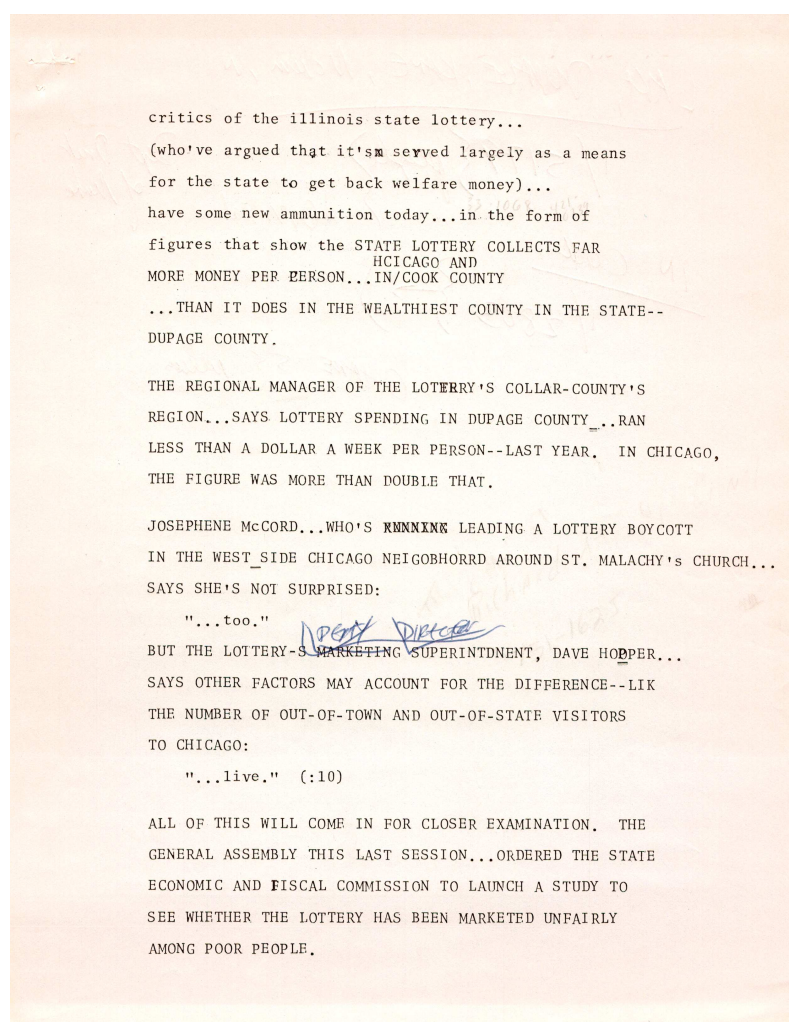 critics of the illinois state lottery...
(who've argued that it'sm served largely as a means
for the state to get back welfare money)...
have some new ammunition today...in the form of
figures that show the STATE LOTTERY COLLECTS FAR
HCICAGO AND
MORE MONEY PER PERSON...IN/COOK COUNTY
...THAN IT DOES IN THE WEALTHIEST COUNTY IN THE STATE--
DUPAGE COUNTY.
THE REGIONAL MANAGER OF THE LOTTERY'S COLLAR-COUNTY'S
REGION...SAYS LOTTERY SPENDING IN DUPAGE COUNTY_...RAN
LESS THAN A DOLLAR A WEEK PER PERSON--LAST YEAR. IN CHICAGO,
THE FIGURE WAS MORE THAN DOUBLE THAT.
JOSEPHENE McCORD...WHO'S RUNNING LEADING A LOTTERY BOYCOTT
IN THE WEST_SIDE CHICAGO NEIGOBHORRD AROUND ST. MALACHY's CHURCH...
SAYS SHE'S NOT SURPRISED:
"...too."
DEPUTY DIRECTOR
BUT THE LOTTERY-S MARKETING SUPERINTDNENT, DAVE HOPPER...
SAYS OTHER FACTORS MAY ACCOUNT FOR THE DIFFERENCE--LIK
THE NUMBER OF OUT-OF-TOWN AND OUT-OF-STATE VISITORS
TO CHICAGO:
"...live." (:10)
ALL OF THIS WILL COME IN FOR CLOSER EXAMINATION. THE
GENERAL ASSEMBLY THIS LAST SESSION...ORDERED THE STATE
ECONOMIC AND FISCAL COMMISSION TO LAUNCH A STUDY TO
SEE WHETHER THE LOTTERY HAS BEEN MARKETED UNFAIRLY
AMONG POOR PEOPLE.